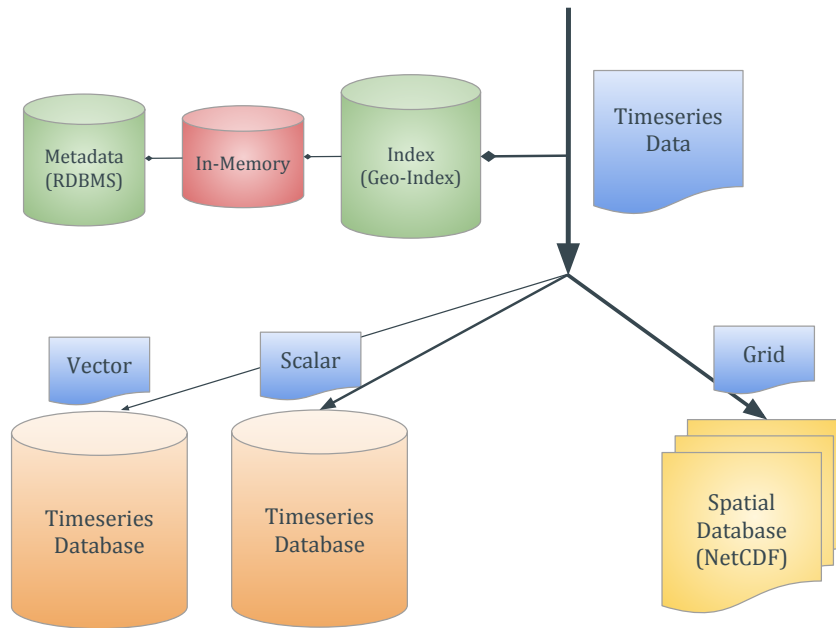 Timeseries
Data
Metadata
(RDBMS)
In-Memory
Index
(Geo-Index)
Vector
Scalar
Grid
Timeseries
Database
Timeseries
Database
Spatial
Database
(NetCDF)